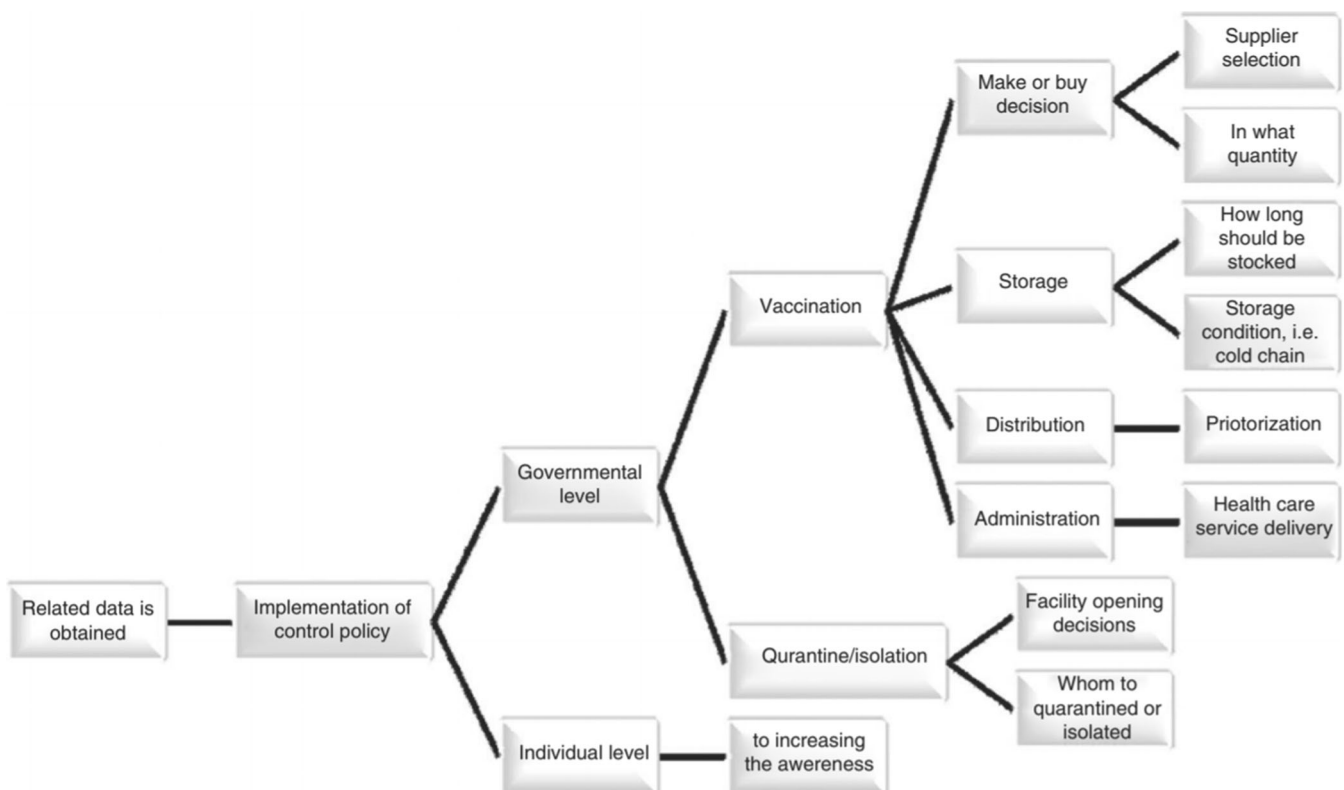 Related data is
obtained
Implementation of
control policy
Governmental
level
Individual level
Vaccination
Qurantine/isolation
to increasing
the awereness
Make or buy
decision
Storage
Distribution
Administration
Facility opening
decisions
Whom to
quarantined or
isolated
Supplier
selection
In what
quantity
How long
should be
stocked
Storage
condition, i.e.
cold chain
Priotorization
Health care
service delivery